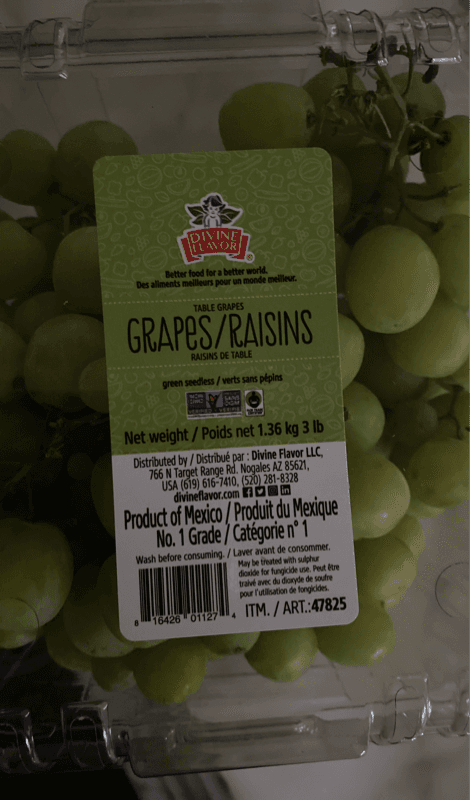 DIVINE
FLAVOR®
Better food for a better world.
Des aliments meilleurs pour un monde meilleur.
TABLE GRAPES
GRAPES/RAISINS
RAISINS DE TABLE
green seedless / verts sans pépins
NON GMO
SANS OGM
Net weight / Poids net 1.36 kg 3 lb
Distributed by / Distribué par : Divine Flavor LLC,
766 N Target Range Rd. Nogales AZ 85621,
USA (619) 616-7410, (520) 281-8328
divineflavor.com
Product of Mexico / Produit du Mexique
No. 1 Grade / Catégorie n° 1
Wash before consuming. / Laver avant de consommer.
May be treated with sulphur
dioxide for fungicide use. Peut être
traivé avec du dioxyde de soufre
pour l'utilisation de fongicides.
8 16426 01127 4
ITM. / ART.:47825